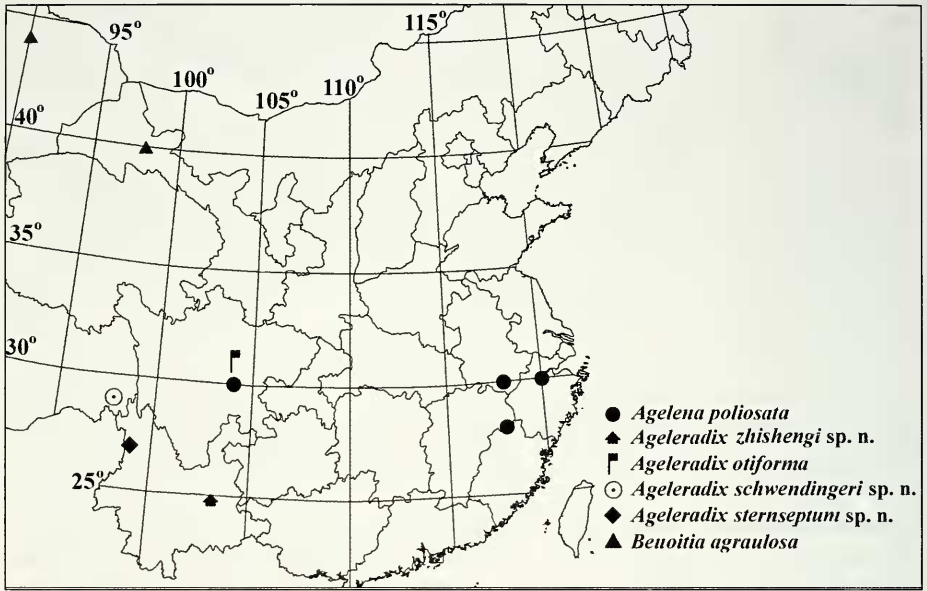 115°
95°
100°
105°
110°
40°
35°
30°
25°
Agelena poliosata
Ageleradix zhishengi sp. n.
Ageleradix otiforma
Ageleradix schwendingeri sp. n.
Ageleradix sternseptum sp. n.
Beuoitia agraulosa